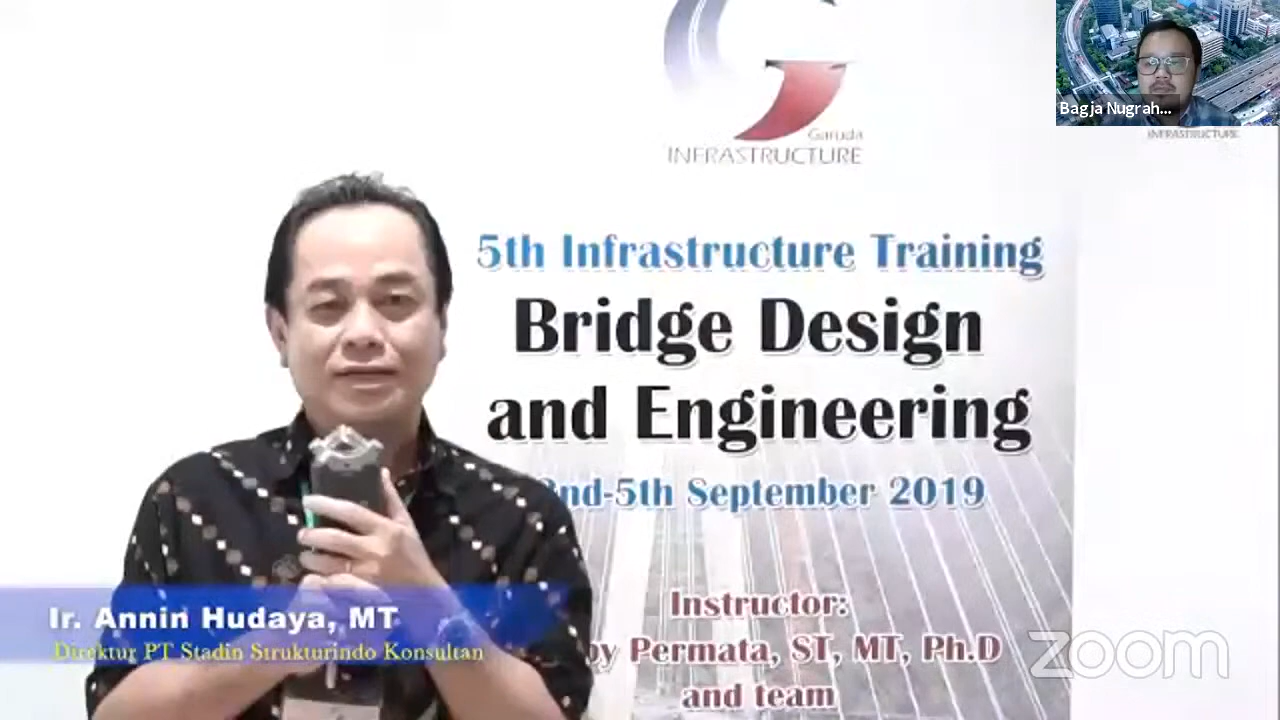 Garuda
INFRASTRUCTURE
Bagja Nugrah...
INFRASTRUCTURE
5th Infrastructure Training
Bridge Design
and Engineering
2nd-5th September 2019
Instructor:
Permata, ST, MT, Ph.D
and team
Ir. Annin Hudaya, MT
Direktur PT Stadin Strukturindo Konsultan
zoom